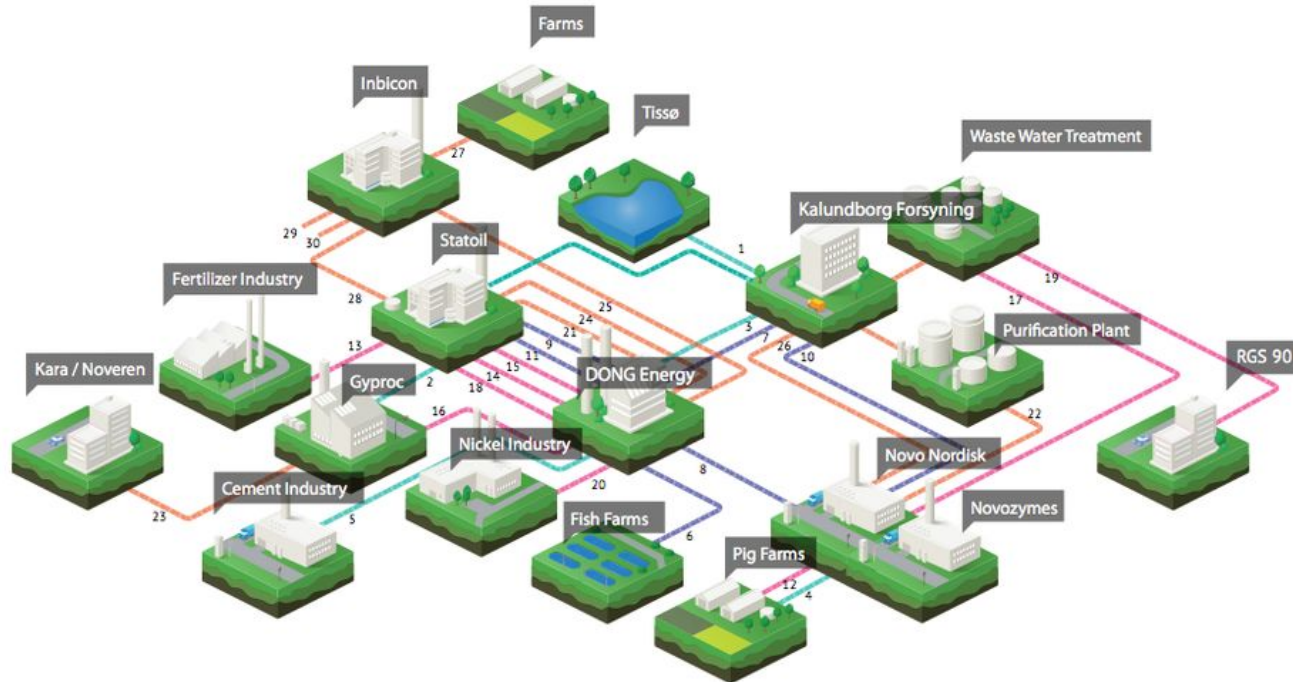 Farms
Inbicon
Tissø
Waste Water Treatment
27
Kalundborg Forsyning
29
30
Statoil
1
19
Fertilizer Industry
28
25
17
24
3
21
7
Purification Plant
13
9
26
Kara / Noveren
11
10
RGS 90
Gyproc
2
15
DONG Energy
14
18
16
22
Nickel Industry
8
Novo Nordisk
Cement Industry
20
23
5
Fish Farms
6
Novozymes
Pig Farms
12
4